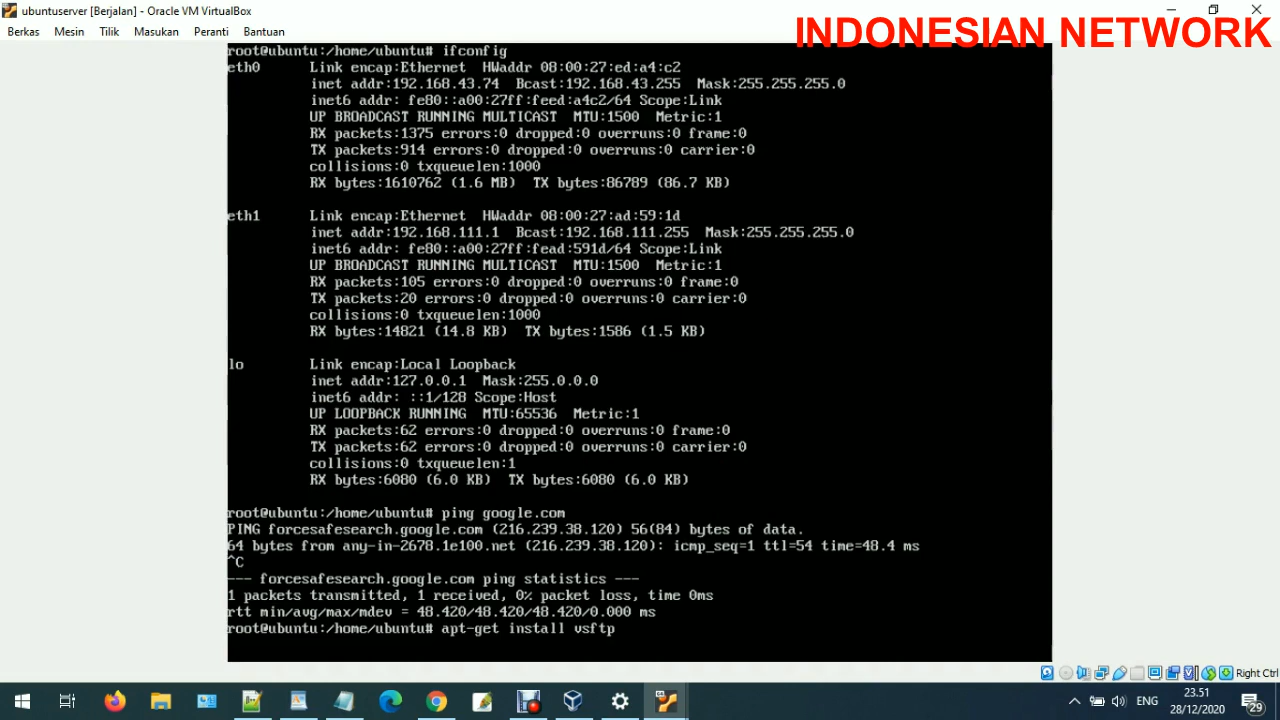 ubuntuserver [Berjalan] - Oracle VM VirtualBox
INDONESIAN NETWORK
Berkas Mesin Tilik Masukan Peranti Bantuan
root@ubuntu:/home/ubuntu# ifconfig
eth0 Link encap:Ethernet HWaddr 08:00:27:ed:a4:c2
inet addr:192.168.43.74 Bcast:192.168.43.255 Mask:255.255.255.0
inet6 addr: fe80::a00:27ff:feed:a4c2/64 Scope:Link
UP BROADCAST RUNNING MULTICAST MTU:1500 Metric:1
RX packets:1375 errors:0 dropped:0 overruns:0 frame:0
TX packets:914 errors:0 dropped:0 overruns:0 carrier:0
collisions:0 txqueuelen:1000
RX bytes:1610762 (1.6 MB) TX bytes:86789 (86.7 KB)
eth1 Link encap:Ethernet HWaddr 08:00:27:ad:59:1d
inet addr:192.168.111.1 Bcast:192.168.111.255 Mask:255.255.255.0
inet6 addr: fe80::a00:27ff:fead:591d/64 Scope:Link
UP BROADCAST RUNNING MULTICAST MTU:1500 Metric:1
RX packets:105 errors:0 dropped:0 overruns:0 frame:0
TX packets:20 errors:0 dropped:0 overruns:0 carrier:0
collisions:0 txqueuelen:1000
RX bytes:14821 (14.8 KB) TX bytes:1586 (1.5 KB)
lo Link encap:Local Loopback
inet addr:127.0.0.1 Mask:255.0.0.0
inet6 addr: ::1/128 Scope:Host
UP LOOPBACK RUNNING MTU:65536 Metric:1
RX packets:62 errors:0 dropped:0 overruns:0 frame:0
TX packets:62 errors:0 dropped:0 overruns:0 carrier:0
collisions:0 txqueuelen:1
RX bytes:6080 (6.0 KB) TX bytes:6080 (6.0 KB)
root@ubuntu:/home/ubuntu# ping google.com
PING forcesafesearch.google.com (216.239.38.120) 56(84) bytes of data.
64 bytes from any-in-2678.1e100.net (216.239.38.120): icmp_seq=1 ttl=54 time=48.4 ms
^C
--- forcesafesearch.google.com ping statistics ---
1 packets transmitted, 1 received, 0% packet loss, time 0ms
rtt min/avg/max/mdev = 48.420/48.420/48.420/0.000 ms
root@ubuntu:/home/ubuntu# apt-get install vsftp
Right Ctrl
ENG
23.51
28/12/2020
29